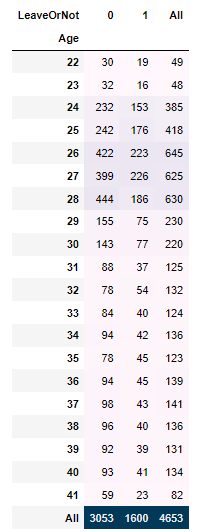 LeaveOrNot 0 1 All
Age
22 30 19 49
23 32 16 48
24 232 153 385
25 242 176 418
26 422 223 645
27 399 226 625
28 444 186 630
29 155 75 230
30 143 77 220
31 88 37 125
32 78 54 132
33 84 40 124
34 94 42 136
35 78 45 123
36 94 45 139
37 98 43 141
38 96 40 136
39 92 39 131
40 93 41 134
41 59 23 82
All 3053 1600 4653